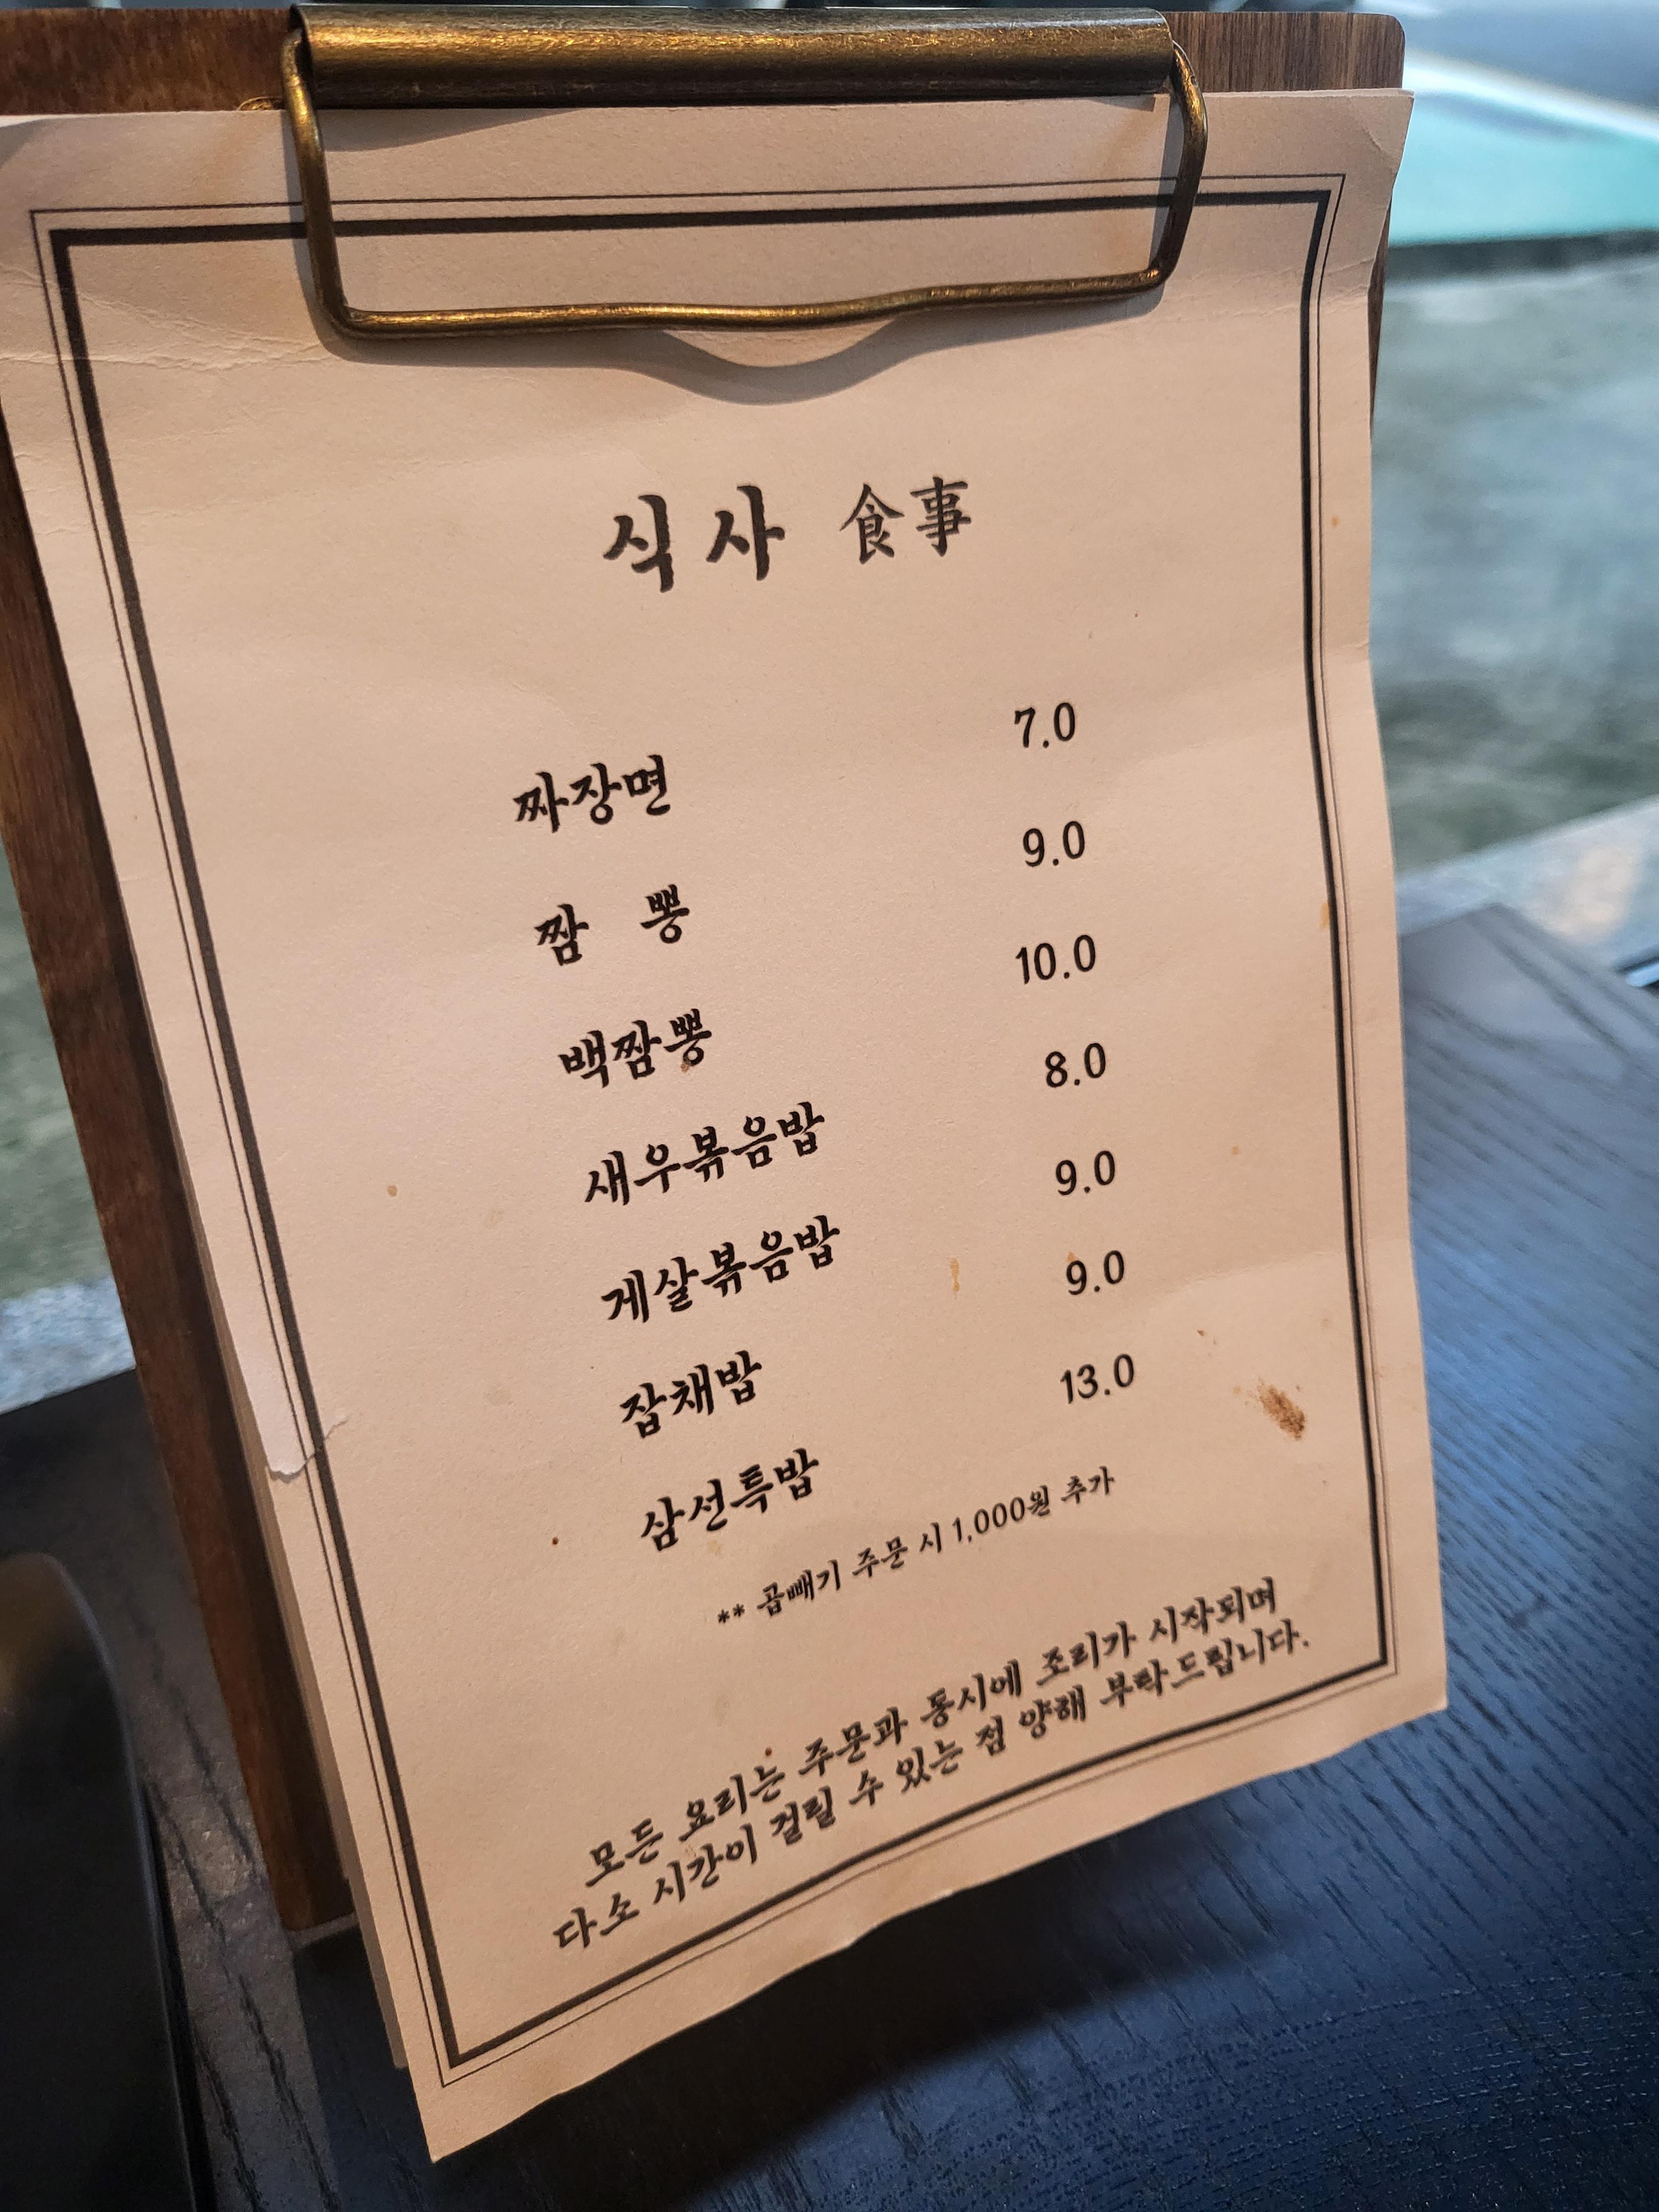 식사 食事
짜장면 7.0
짬 뽕 9.0
백짬뽕 10.0
새우볶음밥 8.0
게살볶음밥 9.0
잡채밥 9.0
삼선특밥 13.0
** 곱빼기 주문 시 1,000원 추가
모든 요리는 주문과 동시에 조리가 시작되며
다소 시간이 걸릴 수 있는 점 양해 부탁드립니다.